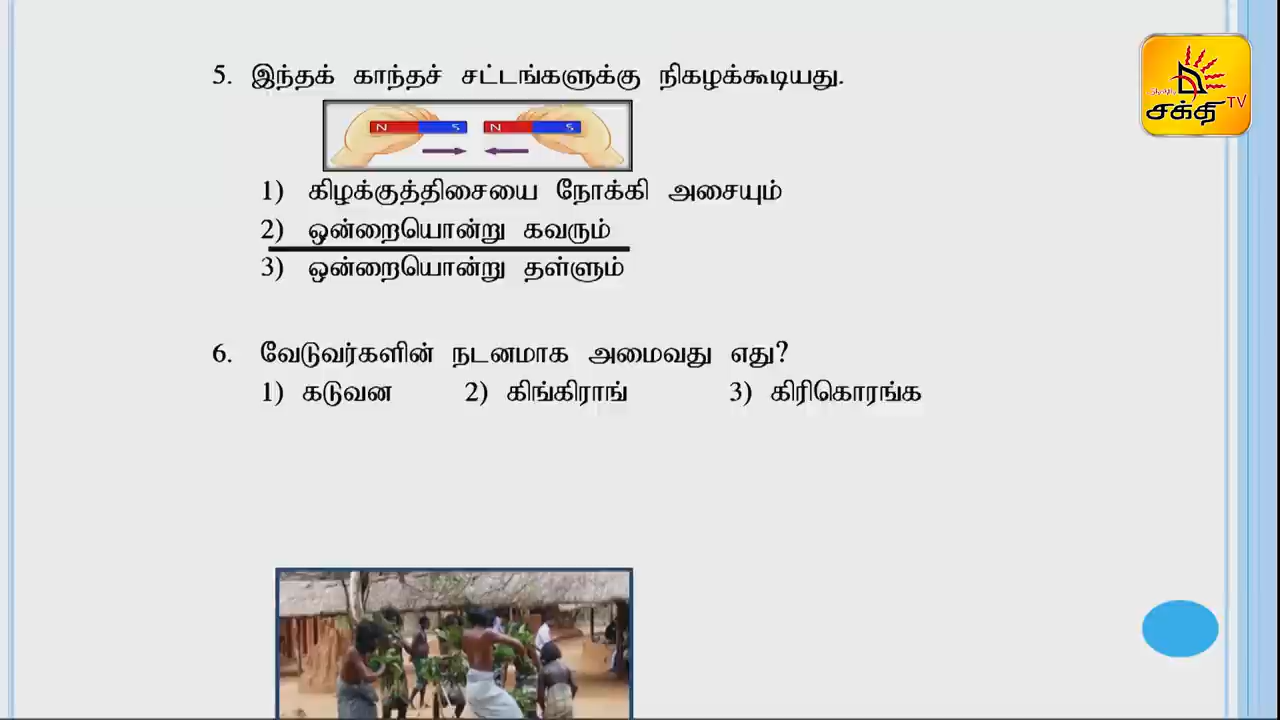 சக்தி TV
5. இந்தக் காந்தச் சட்டங்களுக்கு நிகழக்கூடியது.
N S N S
1) கிழக்குத்திசையை நோக்கி அசையும்
2) ஒன்றையொன்று கவரும்
3) ஒன்றையொன்று தள்ளும்
6. வேடுவர்களின் நடனமாக அமைவது எது?
1) கடுவன 2) கிங்கிராங் 3) கிரிகொரங்க